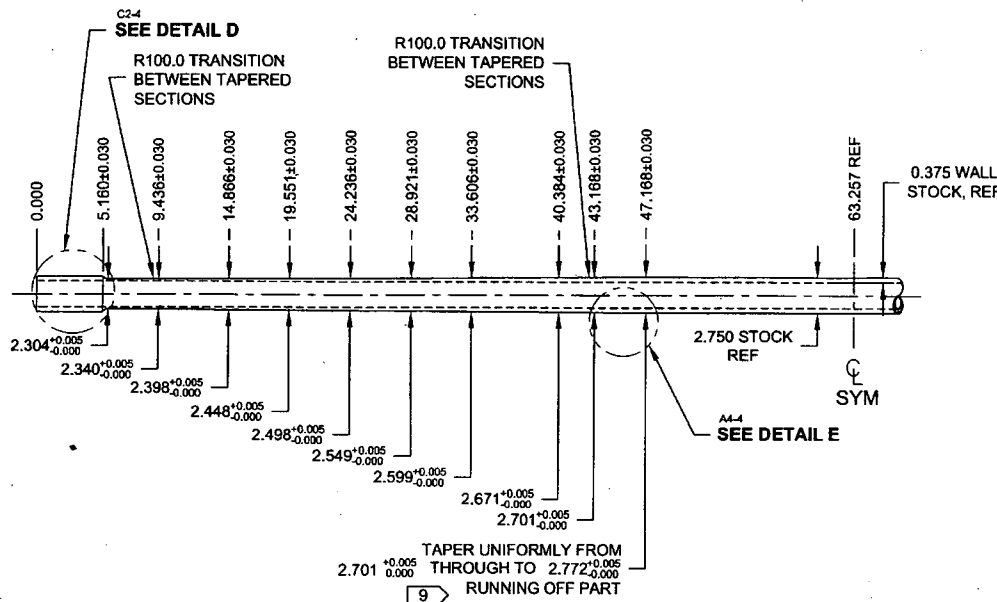 C2-4
SEE DETAIL D
R100.0 TRANSITION
BETWEEN TAPERED
SECTIONS
R100.0 TRANSITION
BETWEEN TAPERED
SECTIONS
0.000
5.160±0.030
9.436±0.030
14.866±0.030
19.551±0.030
24.236±0.030
28.921±0.030
33.606±0.030
40.384±0.030
43.168±0.030
47.168±0.030
63.257 REF
0.375 WALL
STOCK, REF
2.304 +0.005 -0.000
2.340 +0.005 -0.000
2.398 +0.005 -0.000
2.448 +0.005 -0.000
2.498 +0.005 -0.000
2.549 +0.005 -0.000
2.599 +0.005 -0.000
2.671 +0.005 -0.000
2.701 +0.005 -0.000
2.750 STOCK
REF
℄
SYM
A4-4
SEE DETAIL E
TAPER UNIFORMLY FROM
2.701 +0.005 0.000 THROUGH TO 2.772 +0.005 -0.000
RUNNING OFF PART
9